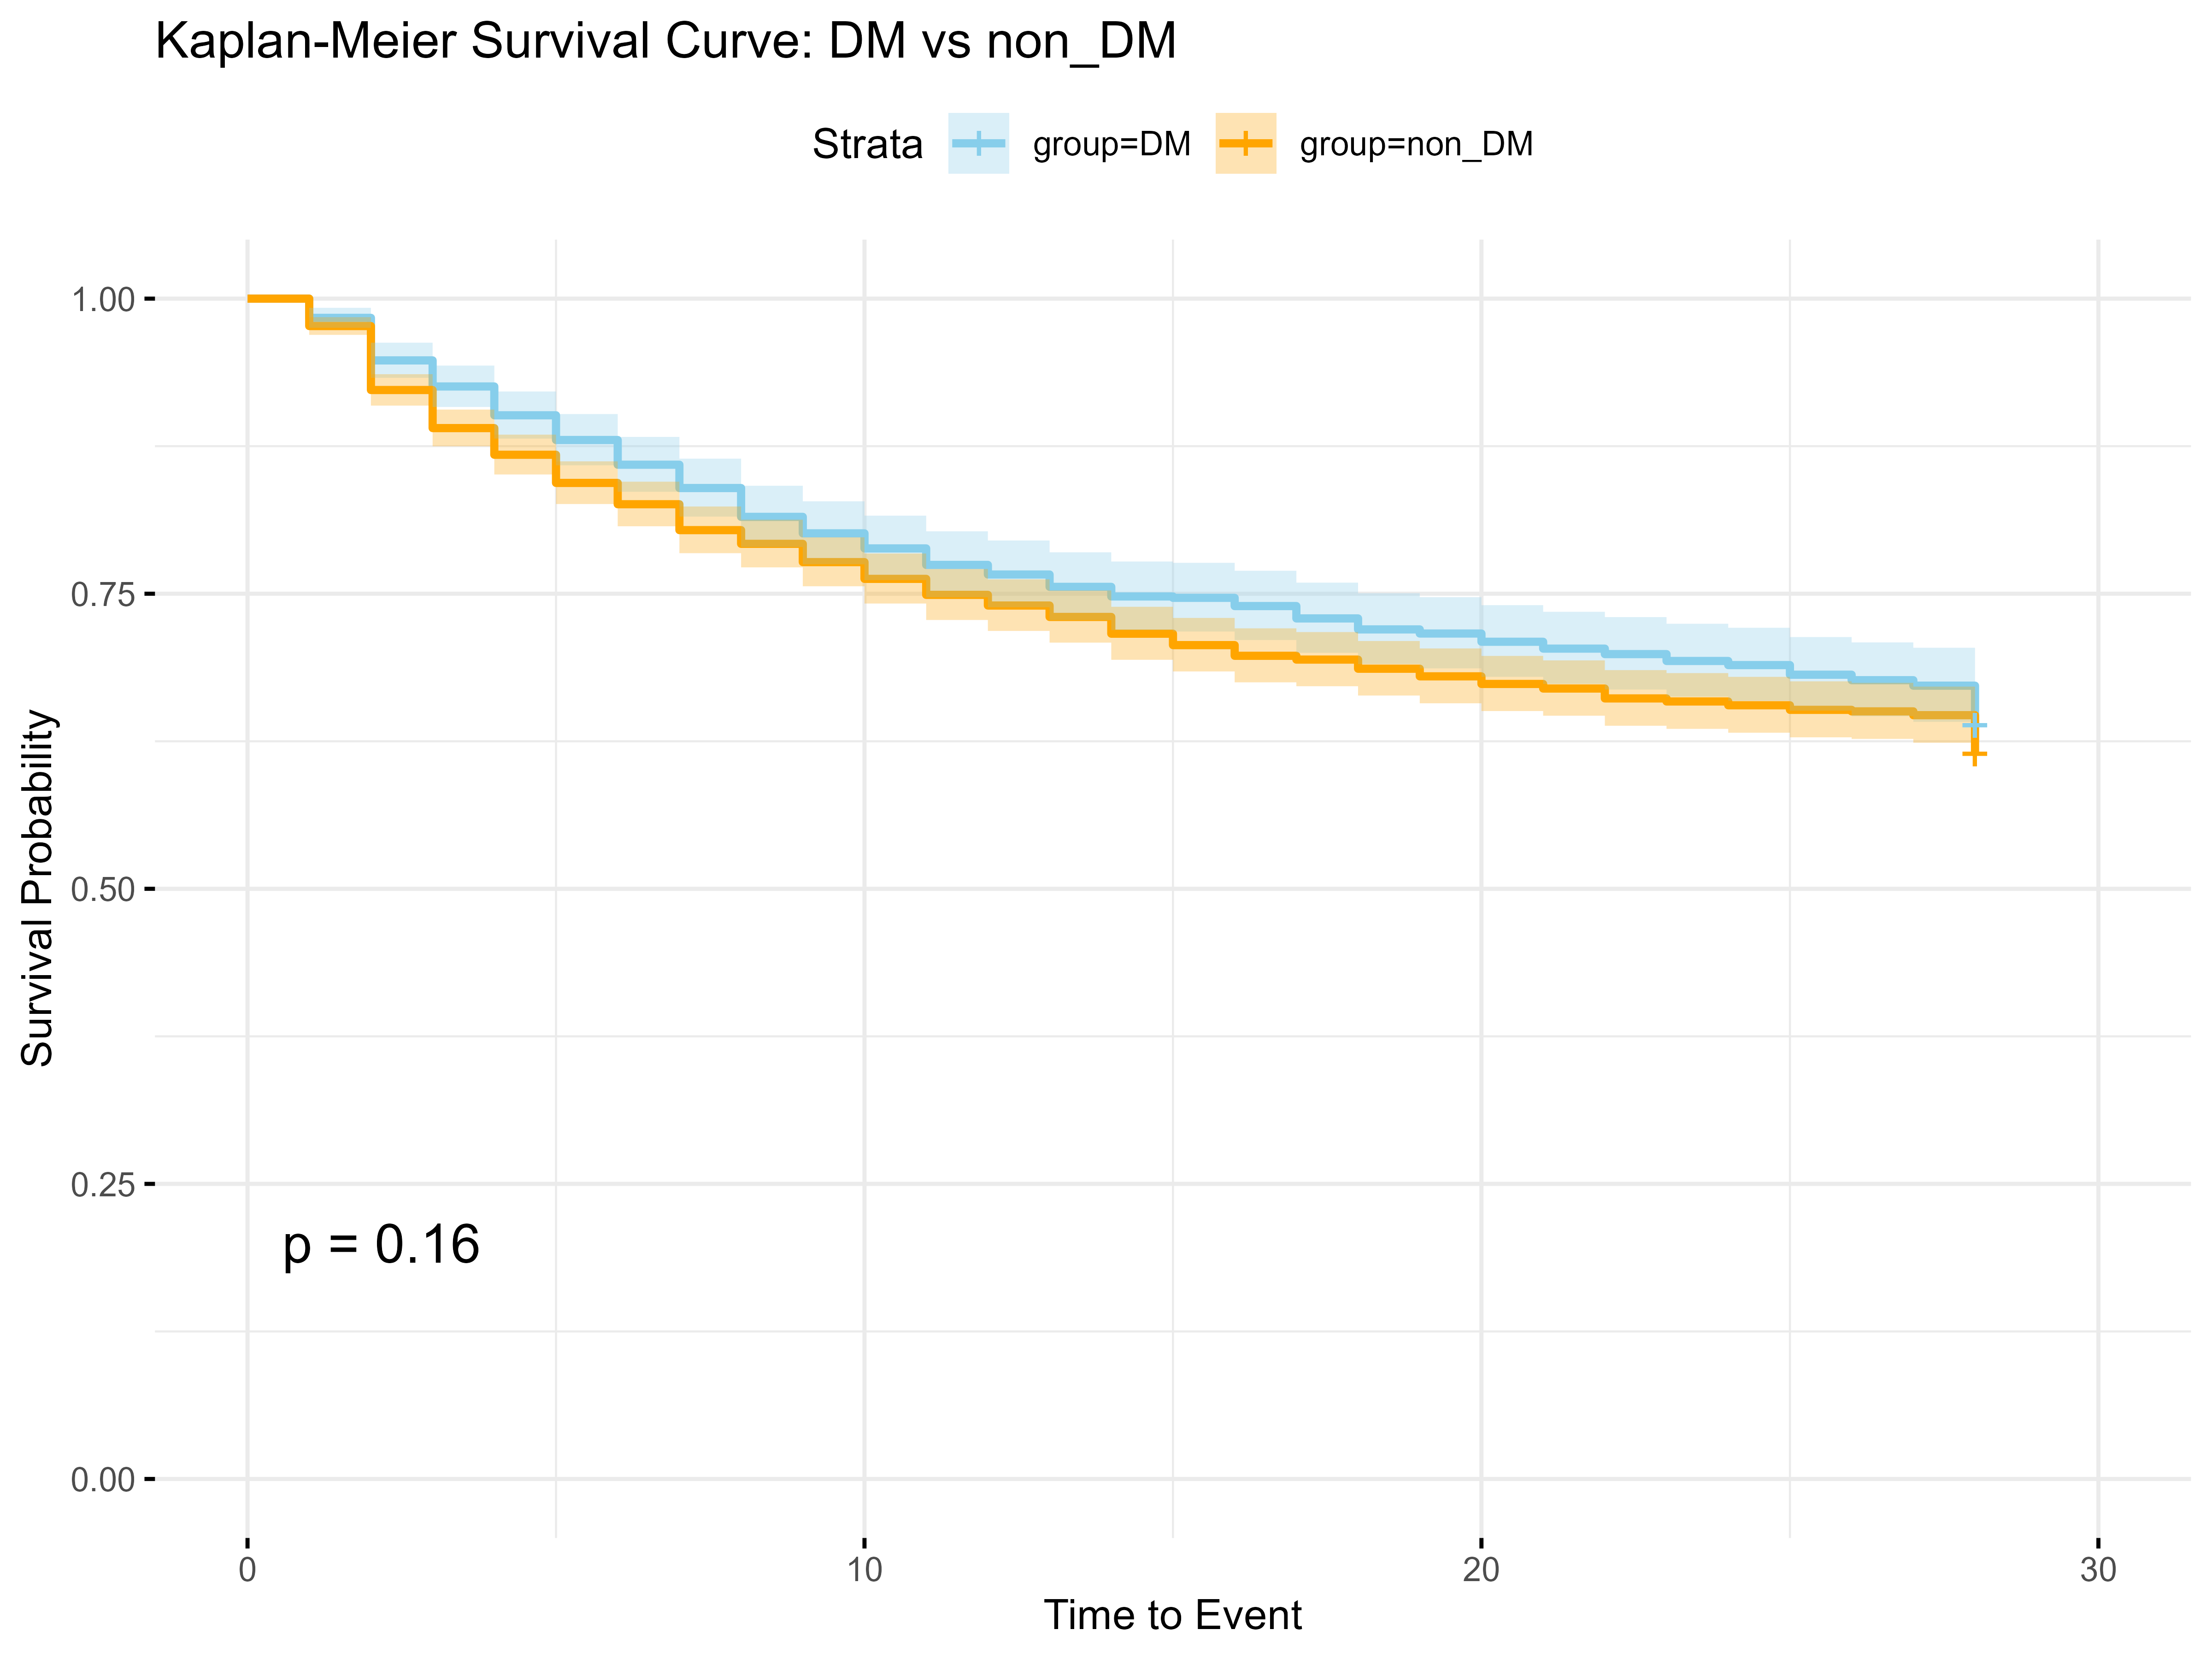 Kaplan-Meier Survival Curve: DM vs non_DM
Strata group=DM group=non_DM
Survival Probability
1.00
0.75
0.50
0.25
0.00
p = 0.16
0 10 20 30
Time to Event